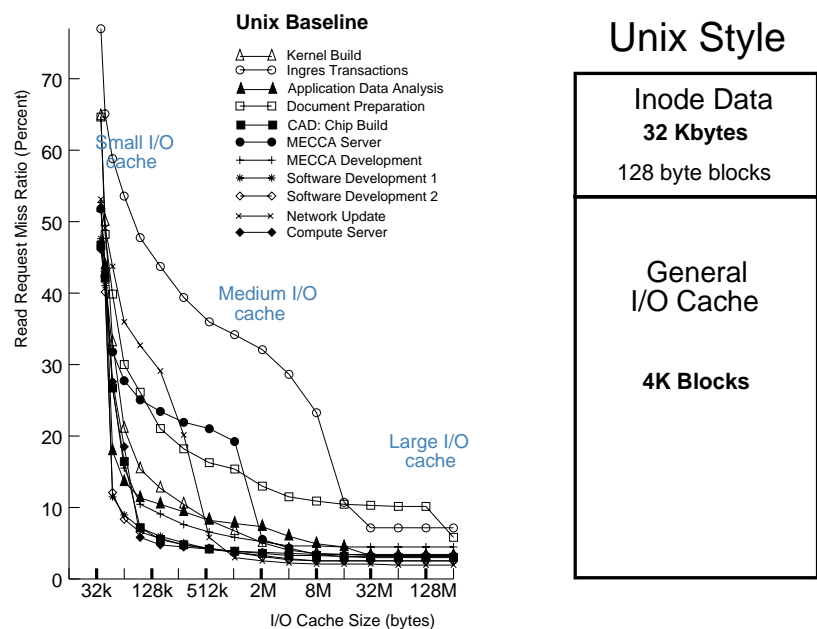 Unix Baseline
Kernel Build
Ingres Transactions
Application Data Analysis
Document Preparation
CAD: Chip Build
MECCA Server
MECCA Development
Software Development 1
Software Development 2
Network Update
Compute Server
Read Request Miss Ratio (Percent)
70
60
50
40
30
20
10
0
Small I/O
cache
Medium I/O
cache
Large I/O
cache
32k
128k
512k
2M
8M
32M
128M
I/O Cache Size (bytes)
Unix Style
Inode Data
32 Kbytes
128 byte blocks
General
I/O Cache
4K Blocks